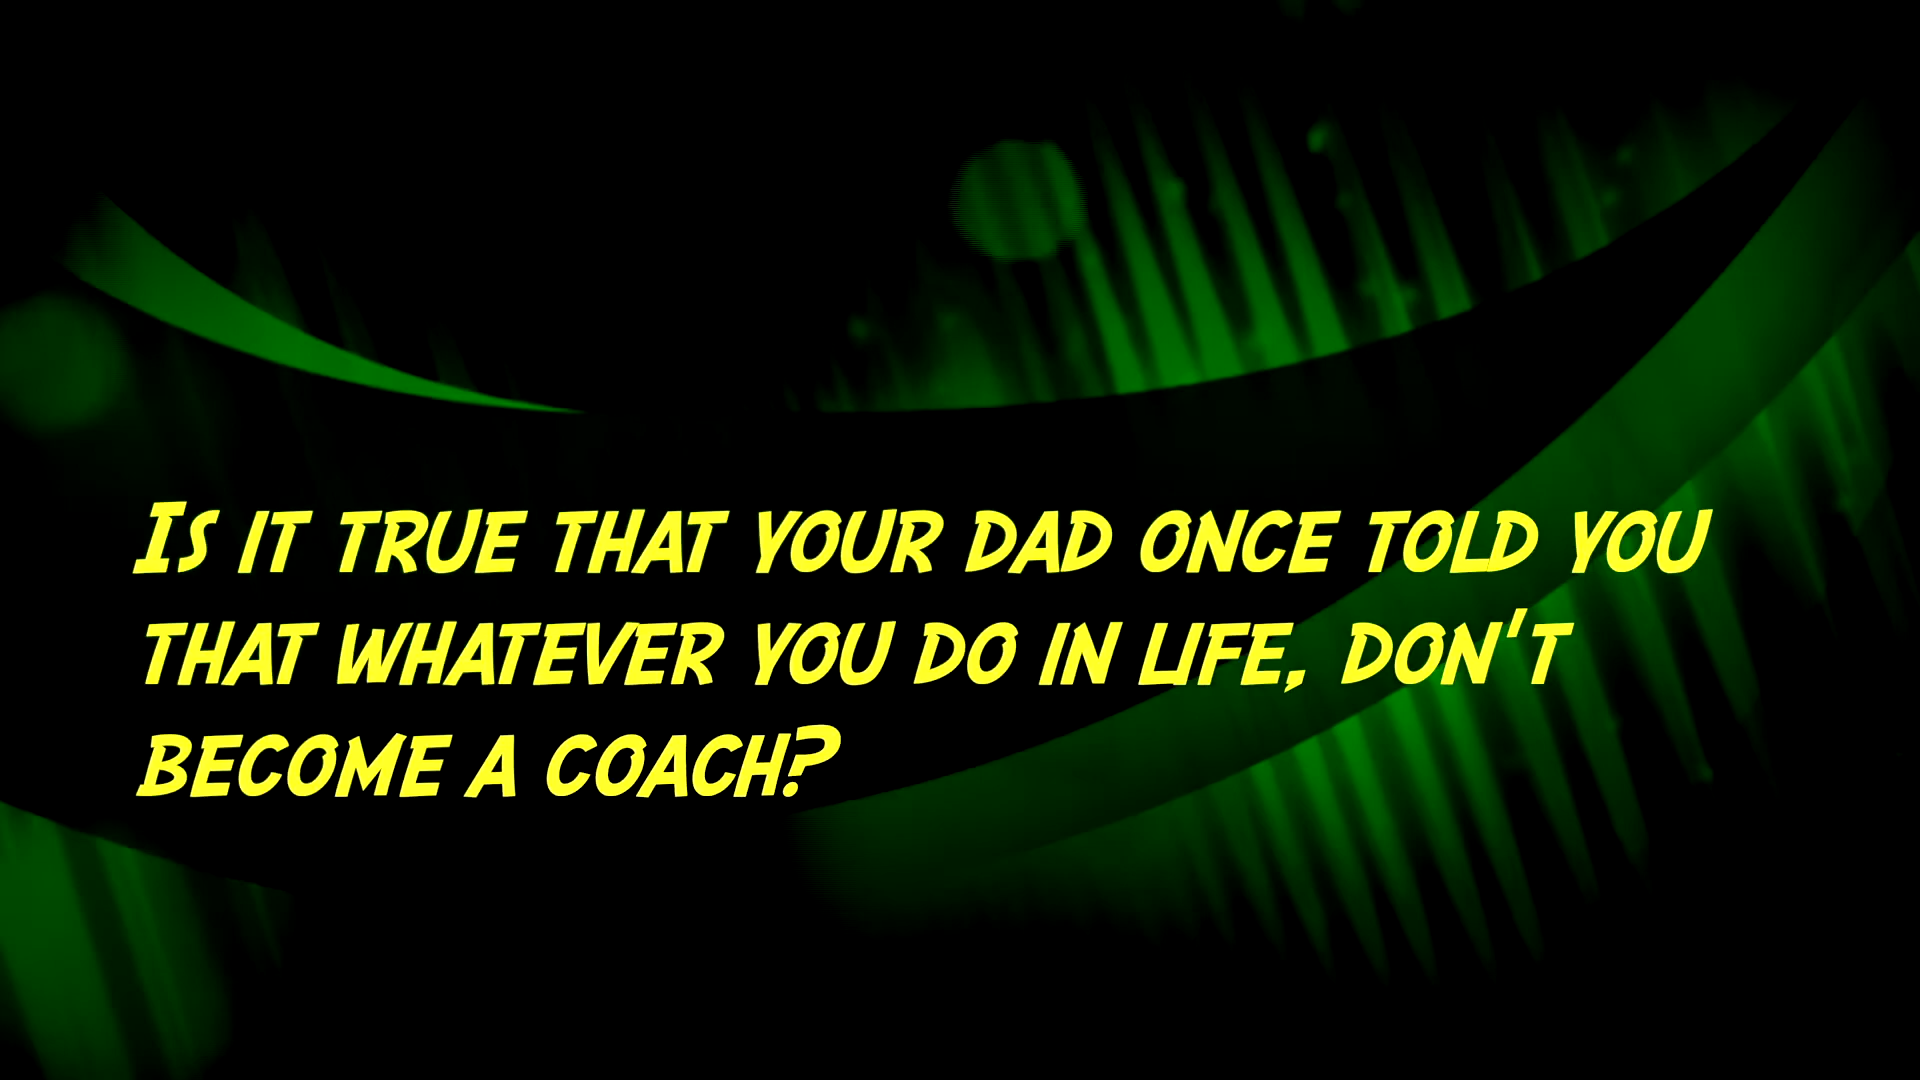 Is it true that your dad once told you
that whatever you do in life, don't
become a coach?